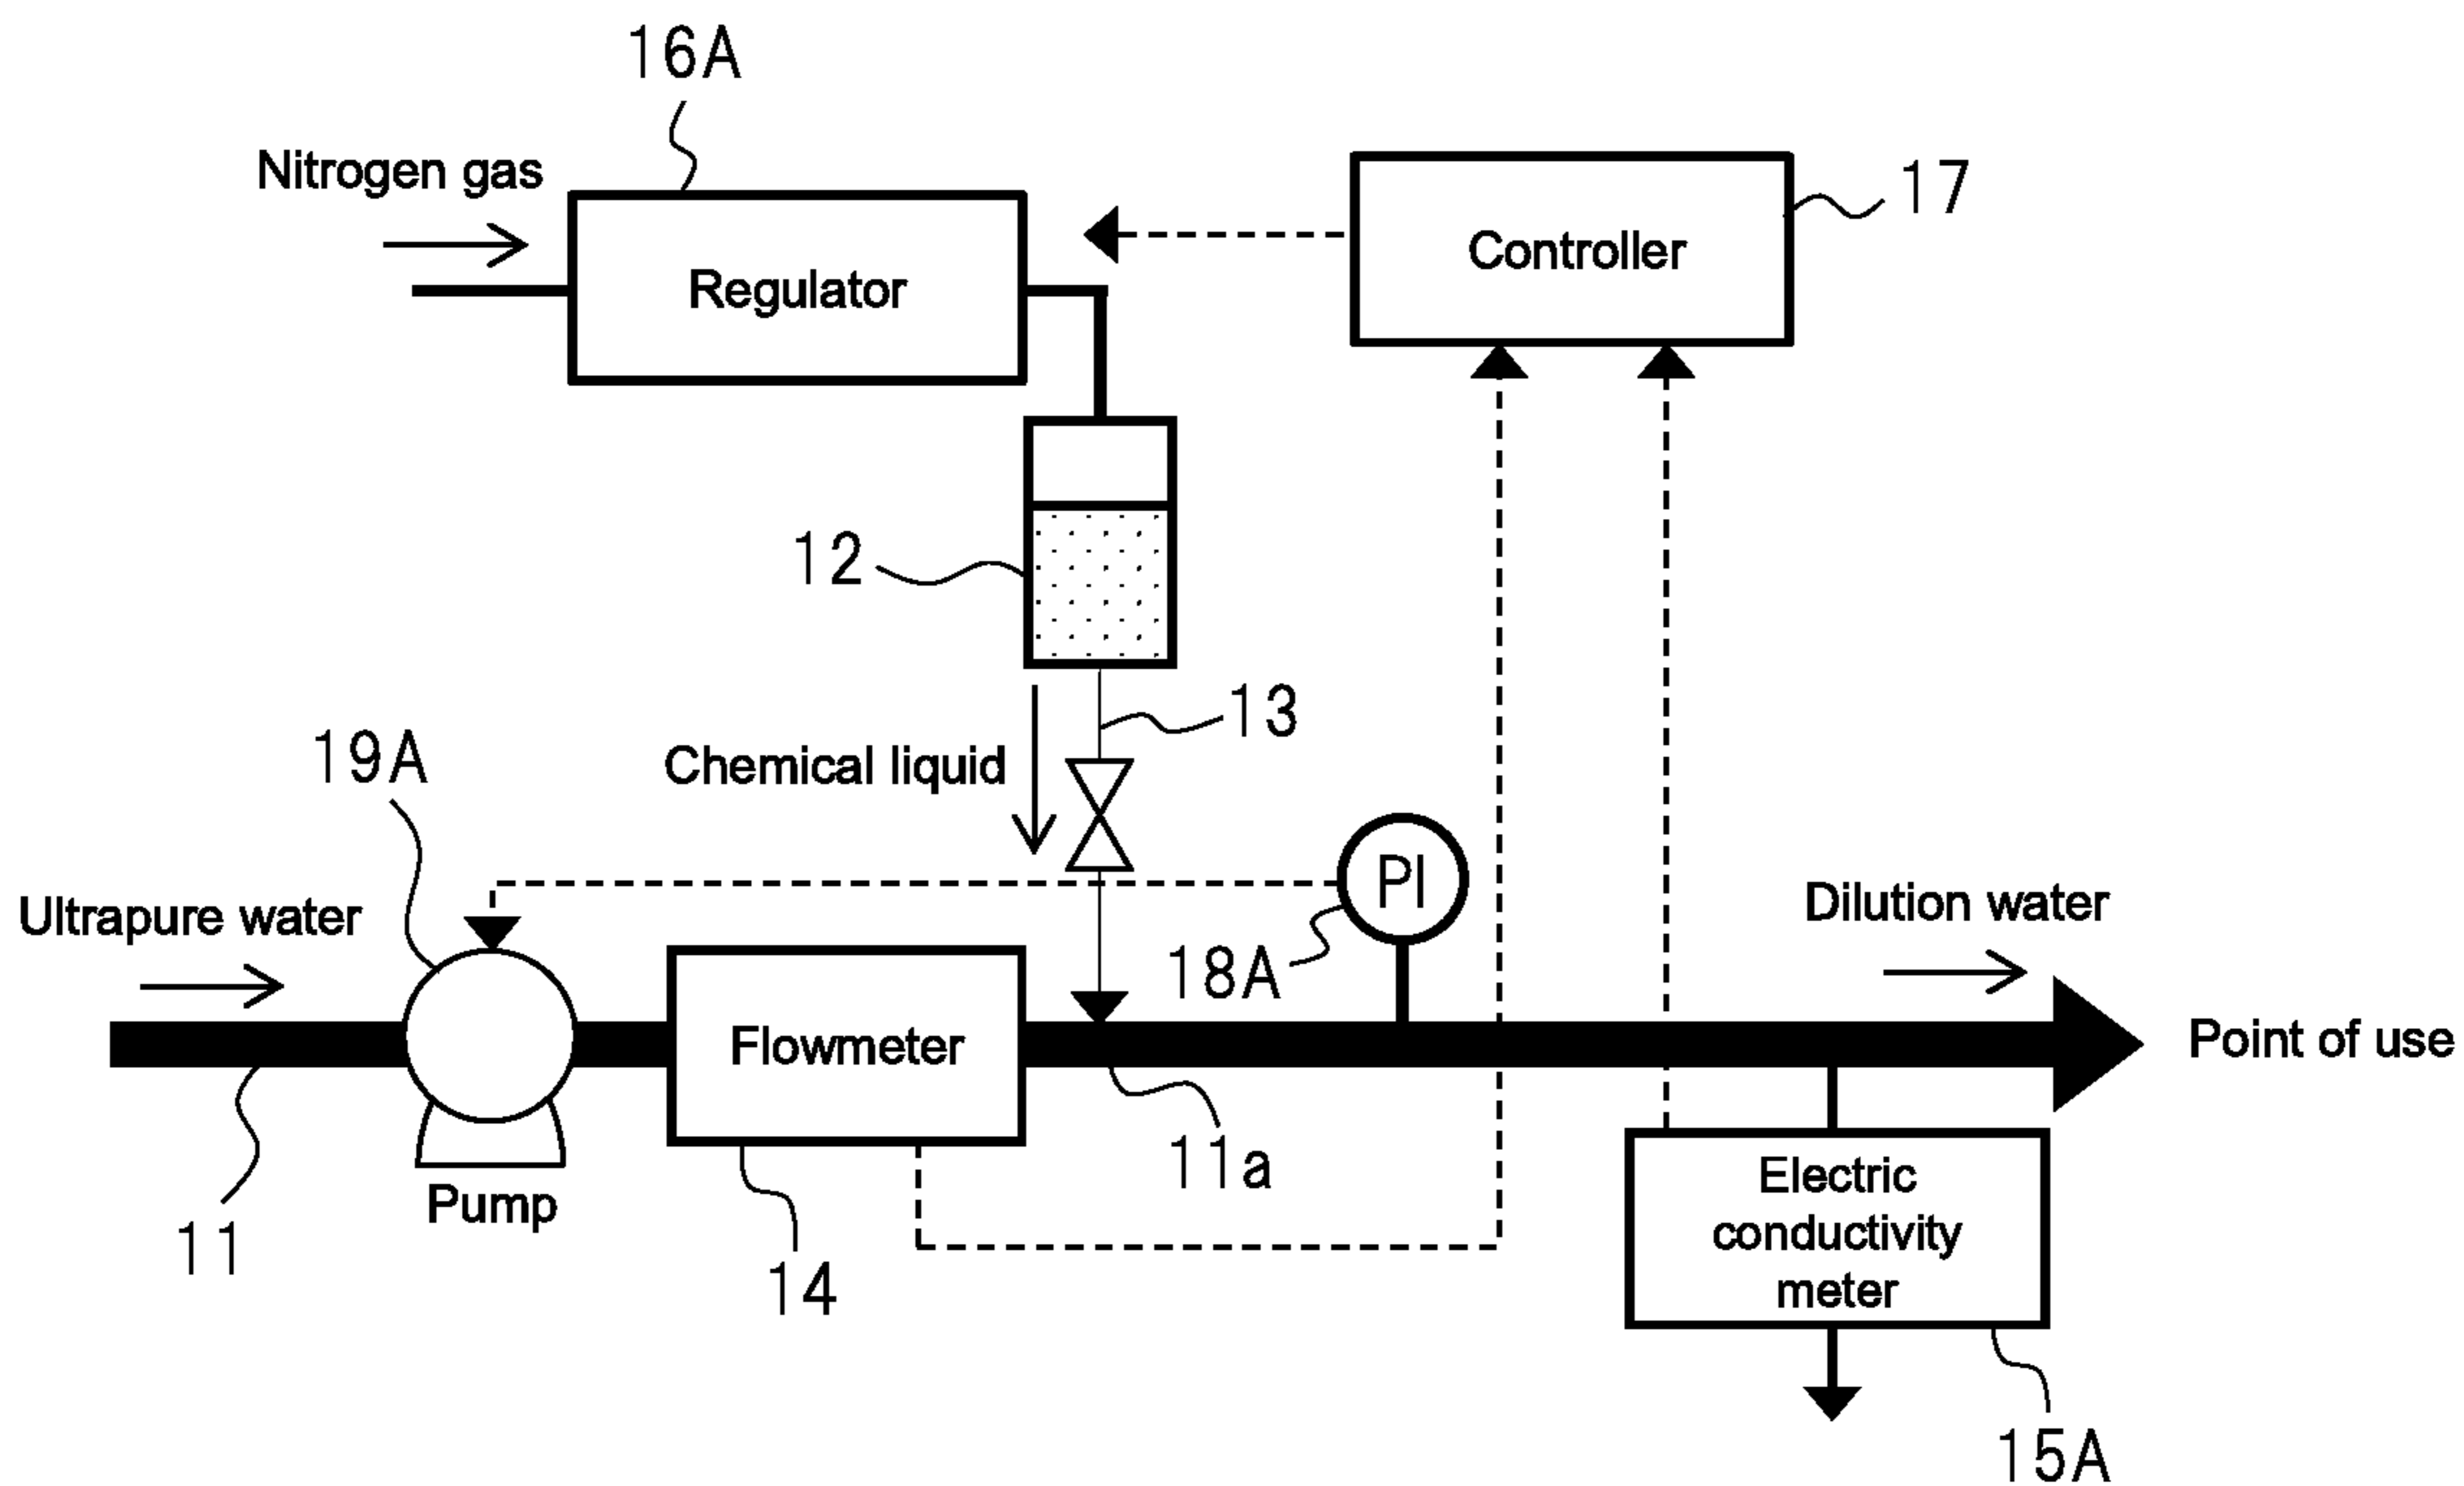 16A
Nitrogen gas
17
Regulator
Controller
12
13
19A
Chemical liquid
PI
Ultrapure water
18A
Dilution water
Flowmeter
Point of use
11a
Electric
conductivity
meter
Pump
11
14
15A